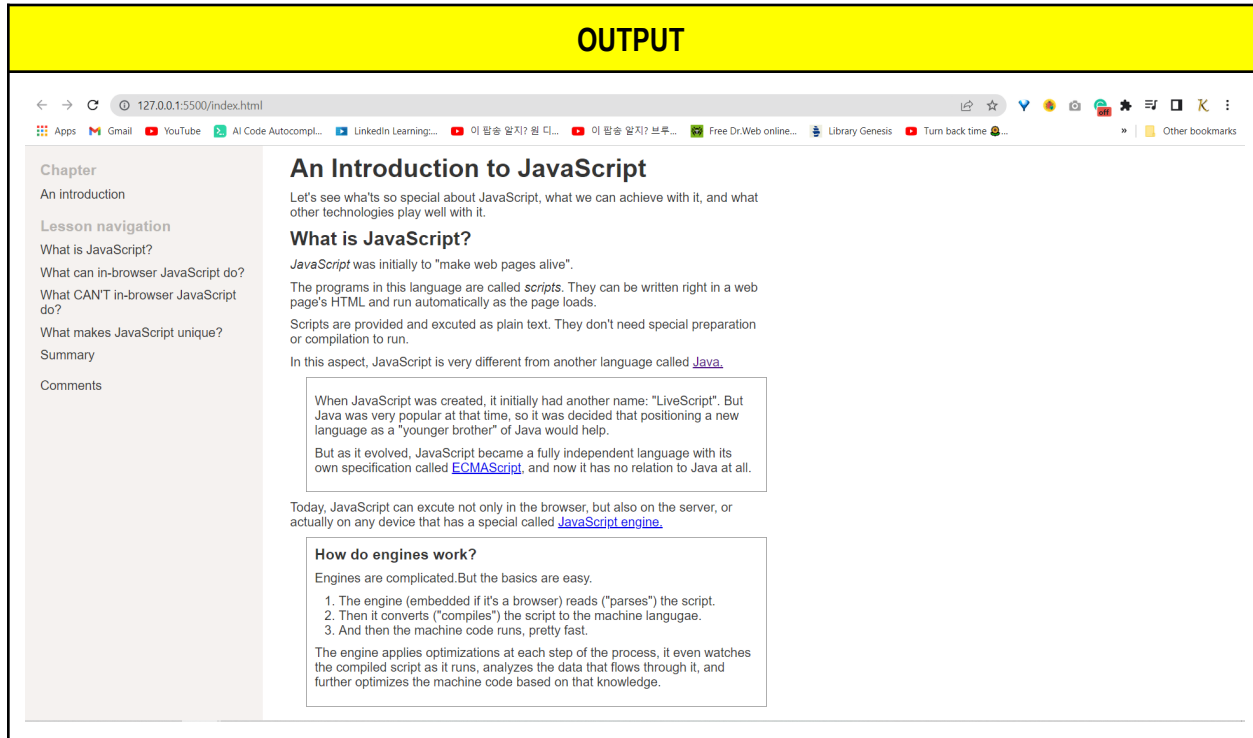 OUTPUT
127.0.0.1:5500/index.html
off
Apps Gmail YouTube AI Code Autocompl... LinkedIn Learning:... 이 팝송 알지? 원 디... 이 팝송 알지? 브루... Free Dr.Web online... Library Genesis Turn back time ... » Other bookmarks
Chapter
An introduction
Lesson navigation
What is JavaScript?
What can in-browser JavaScript do?
What CAN'T in-browser JavaScript
do?
What makes JavaScript unique?
Summary
Comments
An Introduction to JavaScript
Let's see wha'ts so special about JavaScript, what we can achieve with it, and what
other technologies play well with it.
What is JavaScript?
JavaScript was initially to "make web pages alive".
The programs in this language are called scripts. They can be written right in a web
page's HTML and run automatically as the page loads.
Scripts are provided and excuted as plain text. They don't need special preparation
or compilation to run.
In this aspect, JavaScript is very different from another language called Java.
When JavaScript was created, it initially had another name: "LiveScript". But
Java was very popular at that time, so it was decided that positioning a new
language as a "younger brother" of Java would help.
But as it evolved, JavaScript became a fully independent language with its
own specification called ECMAScript, and now it has no relation to Java at all.
Today, JavaScript can excute not only in the browser, but also on the server, or
actually on any device that has a special called JavaScript engine.
How do engines work?
Engines are complicated.But the basics are easy.
1. The engine (embedded if it's a browser) reads ("parses") the script.
2. Then it converts ("compiles") the script to the machine langugae.
3. And then the machine code runs, pretty fast.
The engine applies optimizations at each step of the process, it even watches
the compiled script as it runs, analyzes the data that flows through it, and
further optimizes the machine code based on that knowledge.